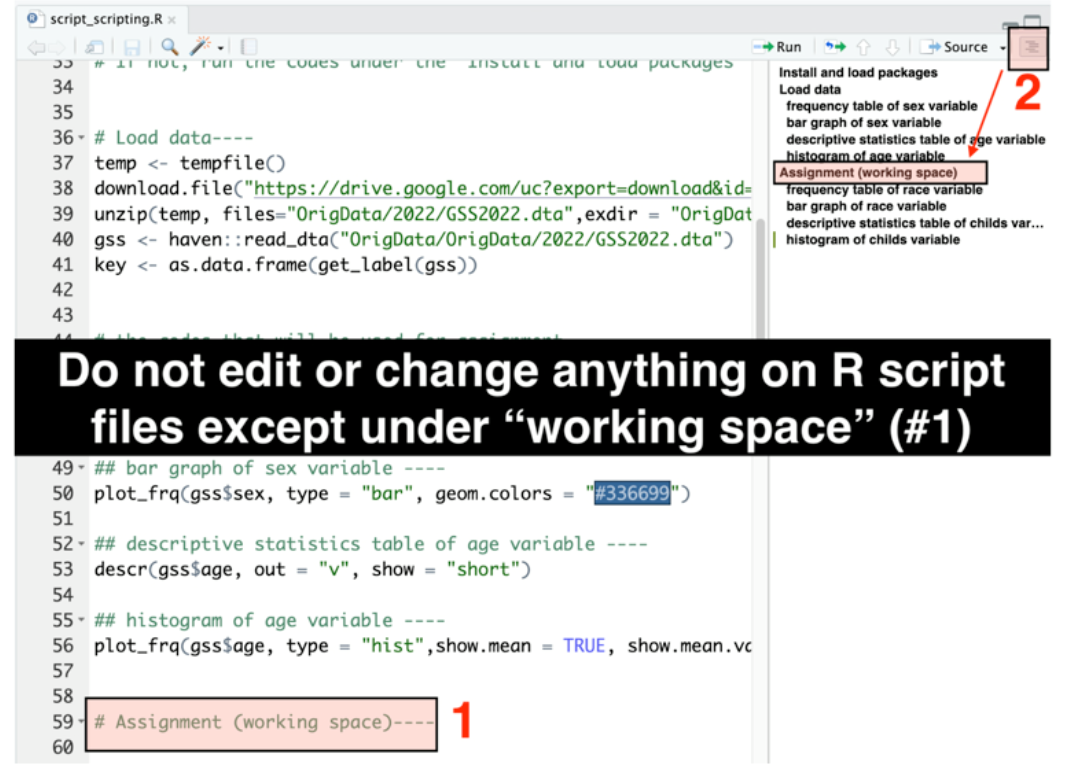 script_scripting.R ×
Run
Source
33 # If not, run the codes under the "Install and load packages
34
35
36 # Load data----
37 temp <- tempfile()
38 download.file("https://drive.google.com/uc?export=download&id=
39 unzip(temp, files="OrigData/2022/GSS2022.dta",exdir = "OrigDat
40 gss <- haven::read_dta("OrigData/OrigData/2022/GSS2022.dta")
41 key <- as.data.frame(get_label(gss))
42
43
44 # the codes that will be used for assignment
Do not edit or change anything on R script
files except under “working space” (#1)
49 ## bar graph of sex variable ----
50 plot_frq(gss$sex, type = "bar", geom.colors = "#336699")
51
52 ## descriptive statistics table of age variable ----
53 descr(gss$age, out = "v", show = "short")
54
55 ## histogram of age variable ----
56 plot_frq(gss$age, type = "hist",show.mean = TRUE, show.mean.va
57
58
59 # Assignment (working space)----
60
1
Install and load packages
Load data
frequency table of sex variable
bar graph of sex variable
descriptive statistics table of age variable
histogram of age variable
Assignment (working space)
frequency table of race variable
bar graph of race variable
descriptive statistics table of childs var...
histogram of childs variable
2